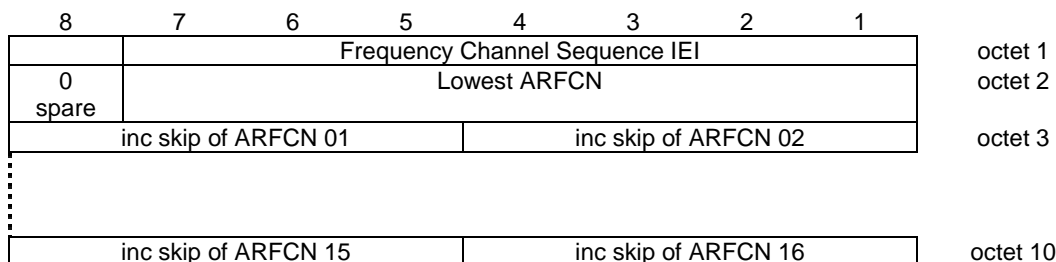 8 7 6 5 4 3 2 1
Frequency Channel Sequence IEI octet 1
0 Lowest ARFCN octet 2
spare
inc skip of ARFCN 01 inc skip of ARFCN 02 octet 3
inc skip of ARFCN 15 inc skip of ARFCN 16 octet 10